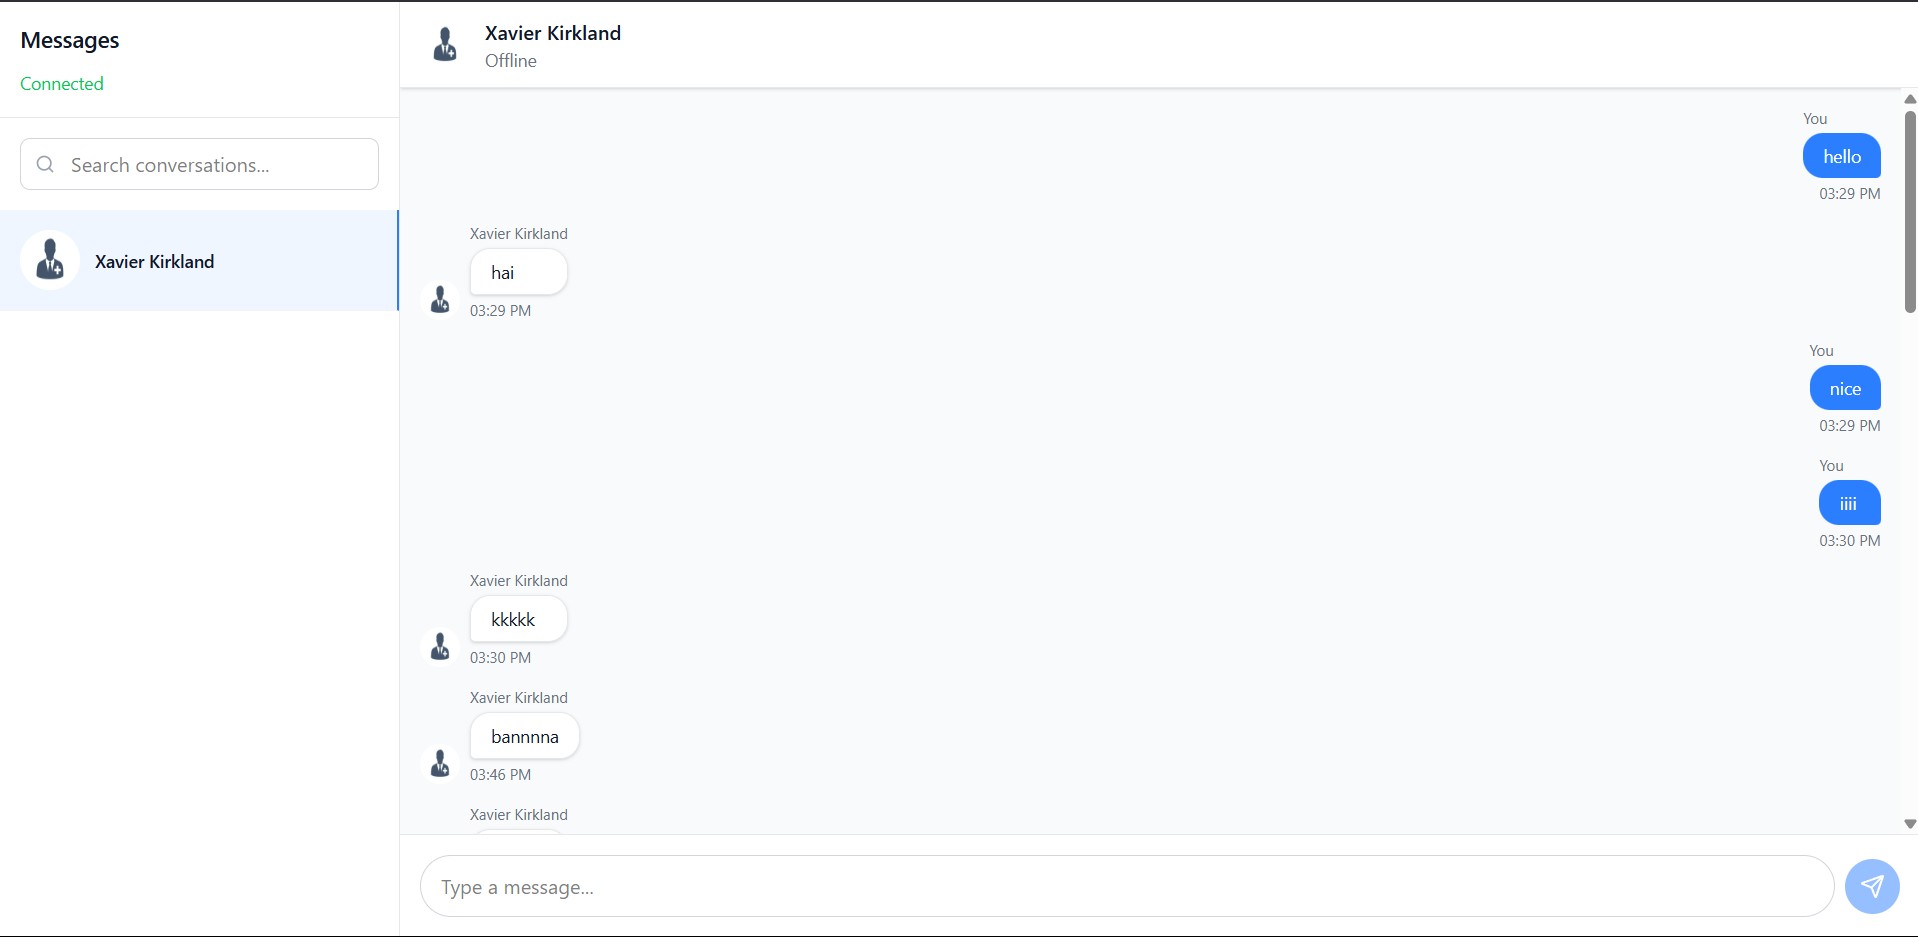 Messages
Connected
Search conversations...
Xavier Kirkland
Xavier Kirkland
Offline
You
hello
03:29 PM
Xavier Kirkland
hai
03:29 PM
You
nice
03:29 PM
You
iiii
03:30 PM
Xavier Kirkland
kkkkk
03:30 PM
Xavier Kirkland
bannnna
03:46 PM
Xavier Kirkland
Type a message...